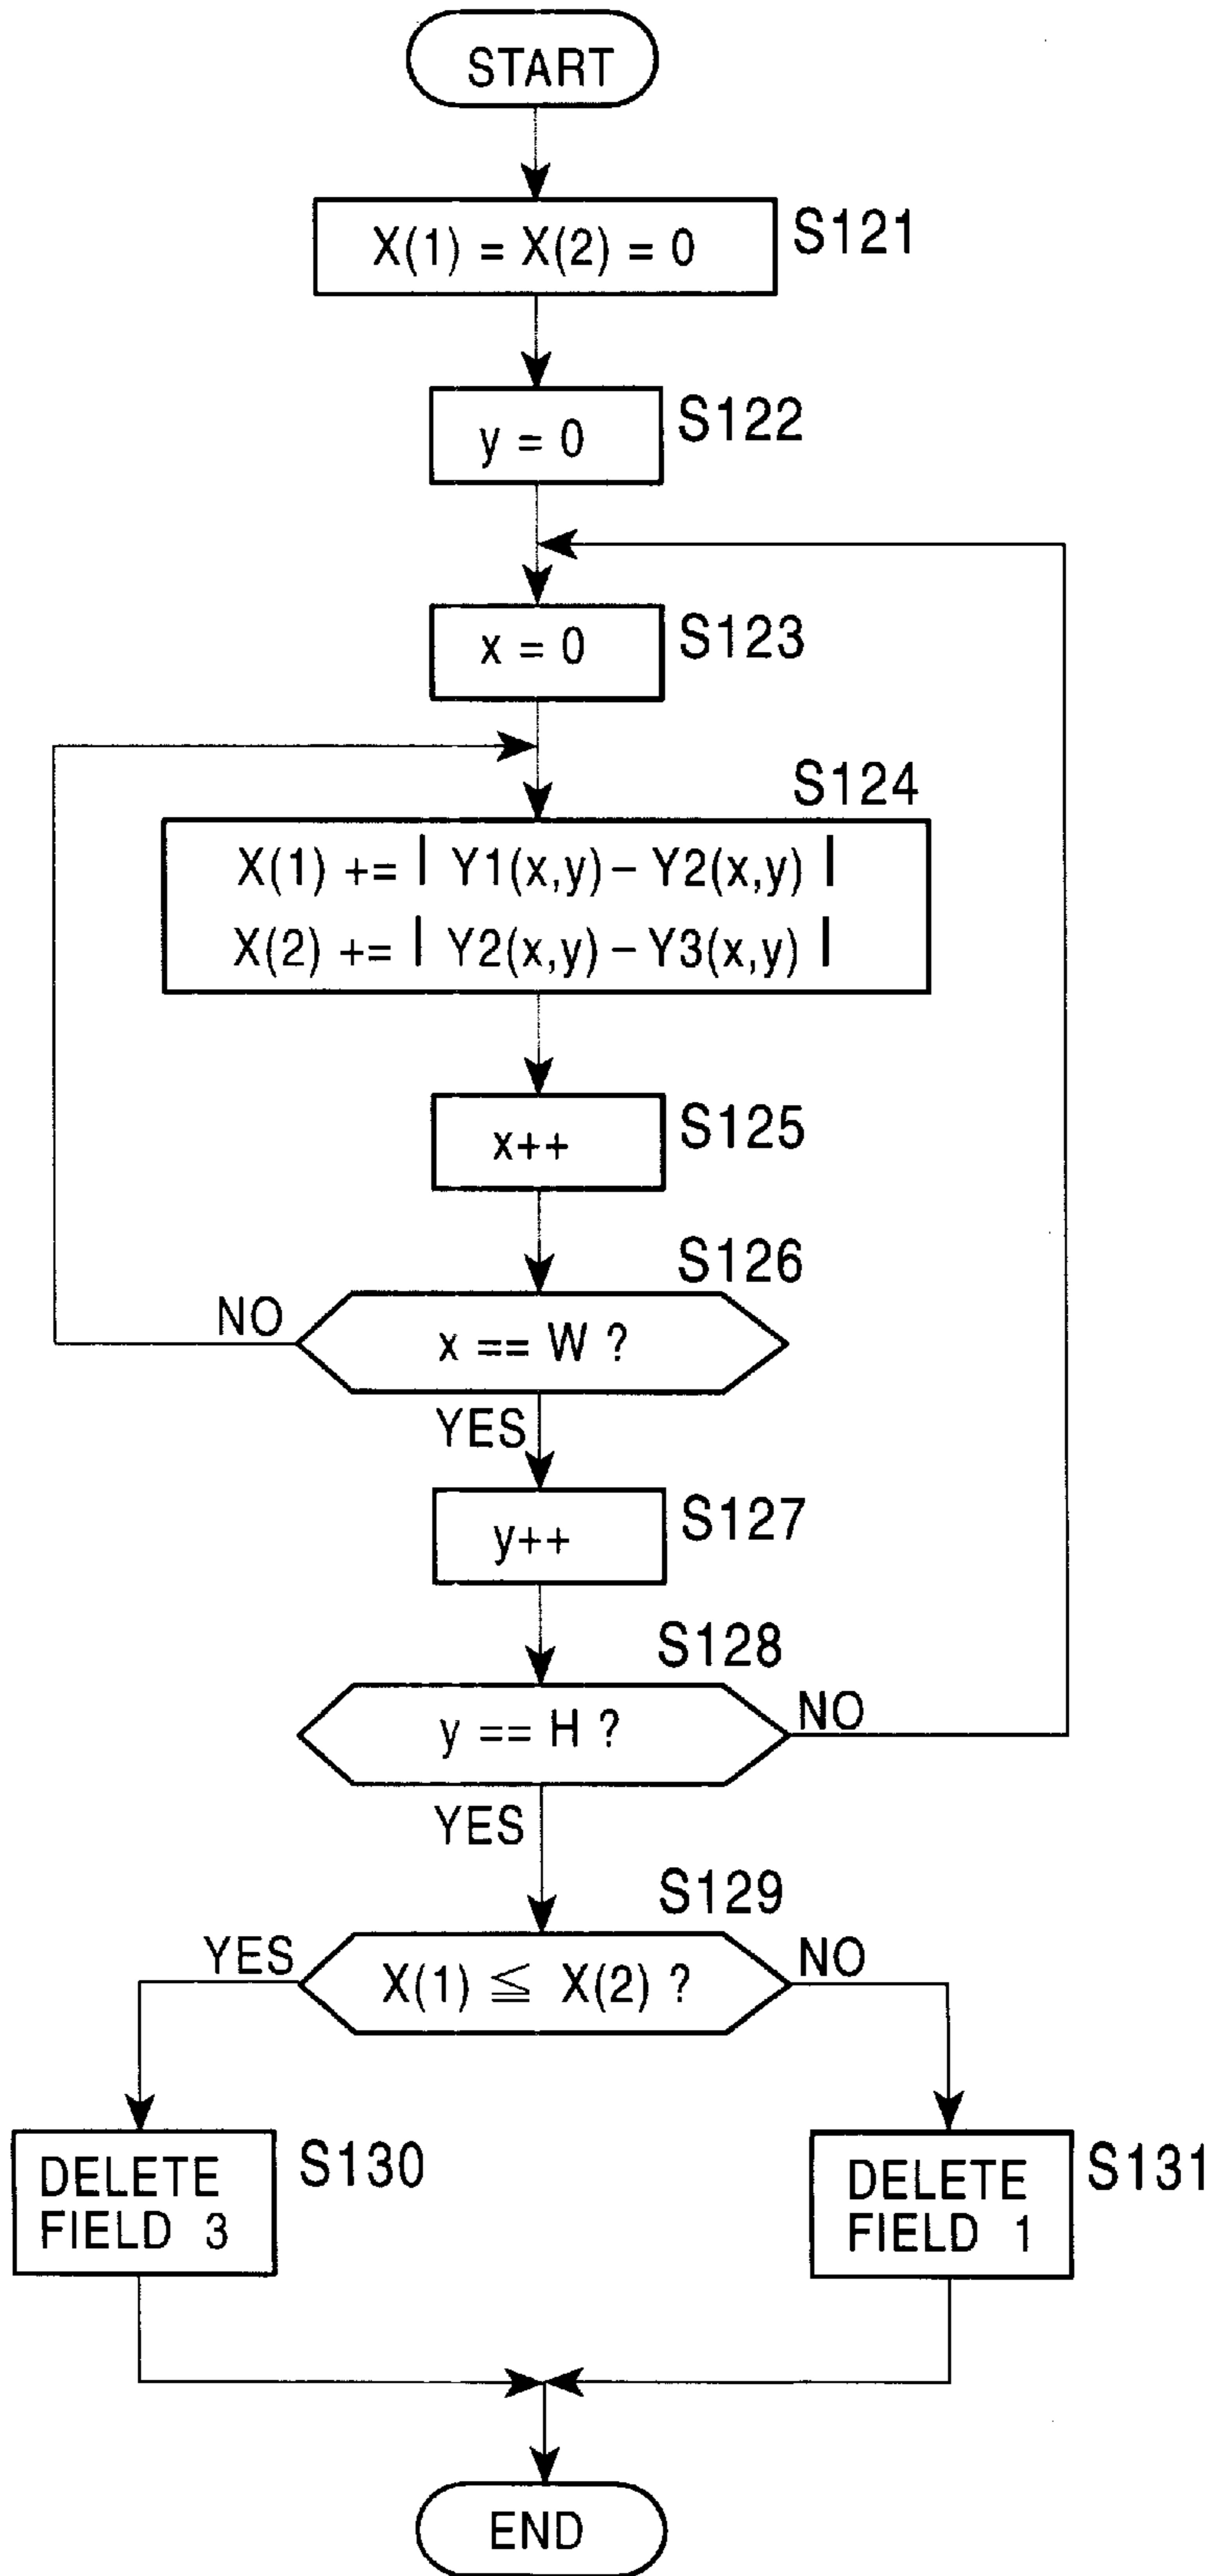 START
X(1) = X(2) = 0
S121
y = 0
S122
x = 0
S123
S124
X(1) += | Y1(x,y) – Y2(x,y) |
X(2) += | Y2(x,y) – Y3(x,y) |
x++
S125
S126
NO
x == W ?
YES
y++
S127
S128
y == H ?
NO
YES
S129
YES
X(1) ≦ X(2) ?
NO
DELETE
FIELD 3
S130
DELETE
FIELD 1
S131
END